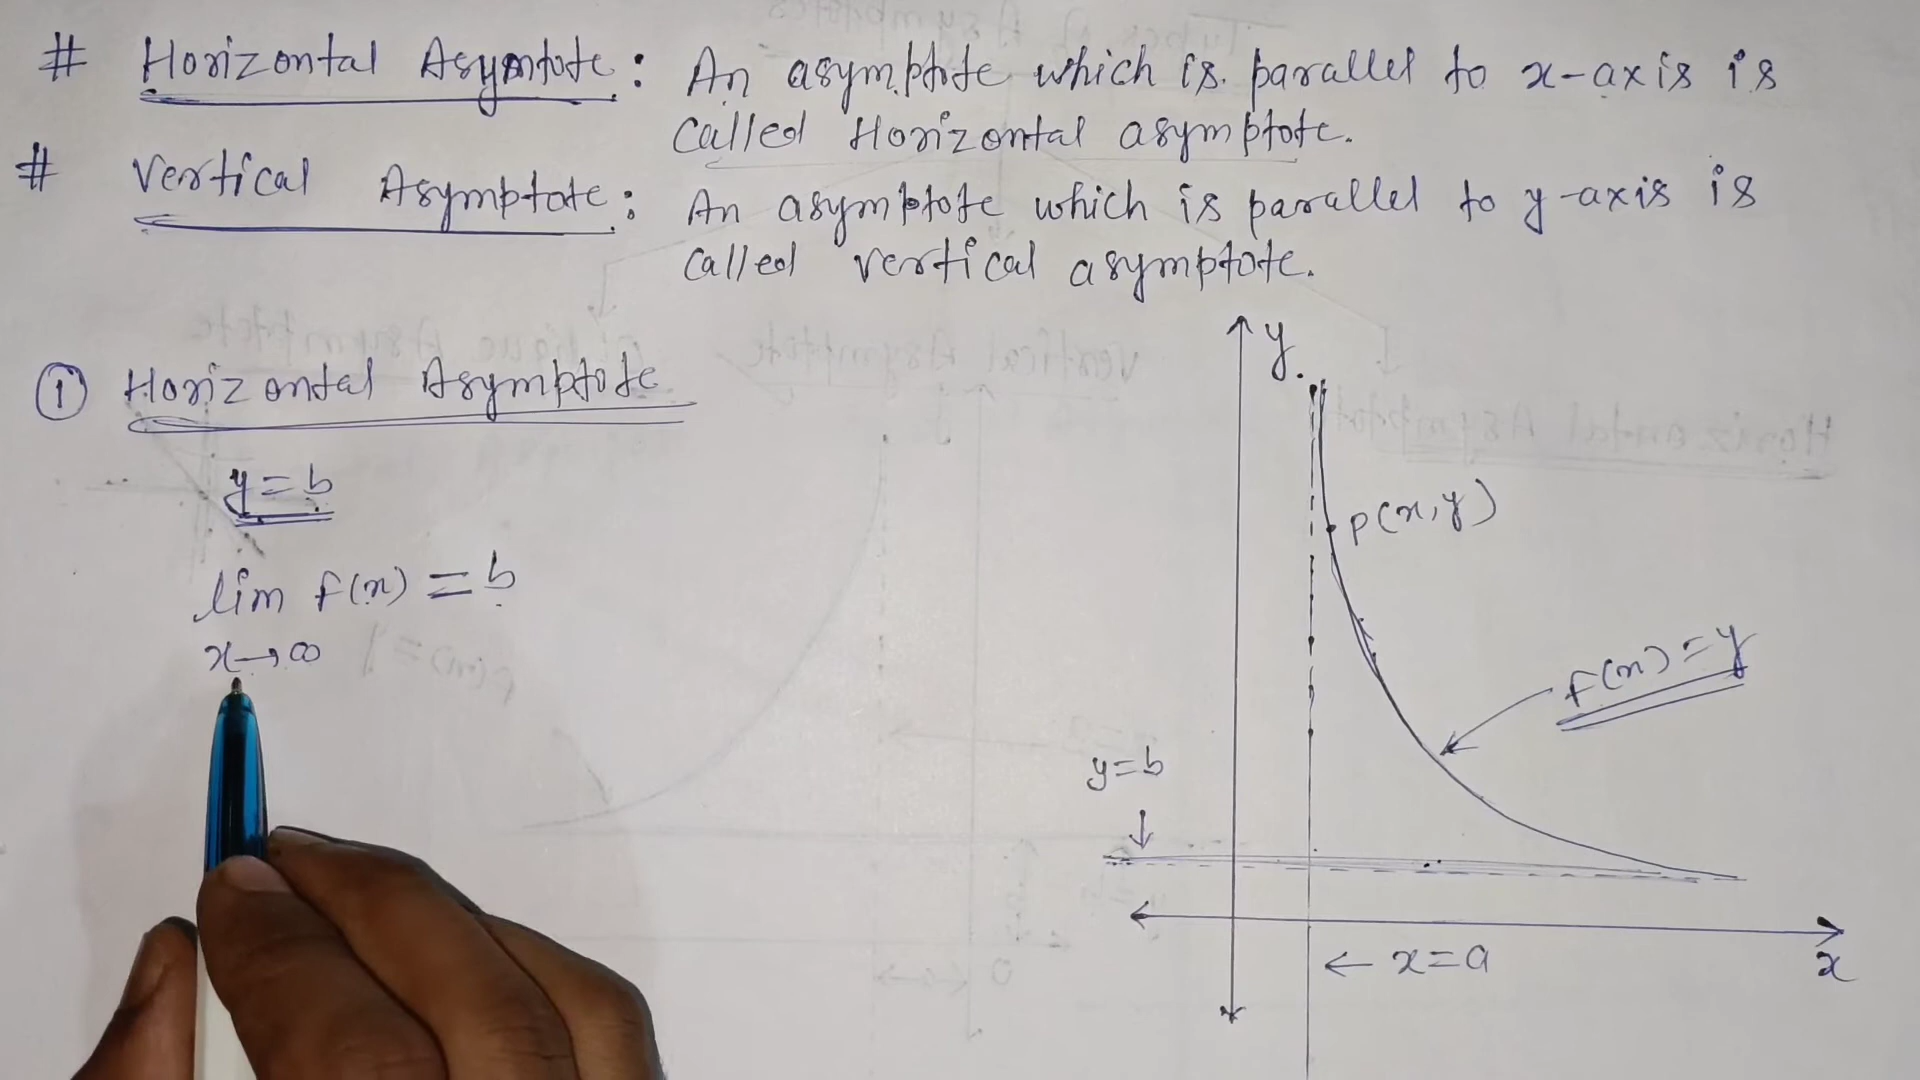 # Horizontal Asymptote : An asymptote which is parallel to x-axis is
called Horizontal asymptote.
# Vertical Asymptate : An asymptote which is parallel to y-axis is
called vertical asymptote.
① Horizontal Asymptote
y = b
lim f(x) = b
x→∞
y
P(x,y)
f(x) = y
y=b
← x=a
x